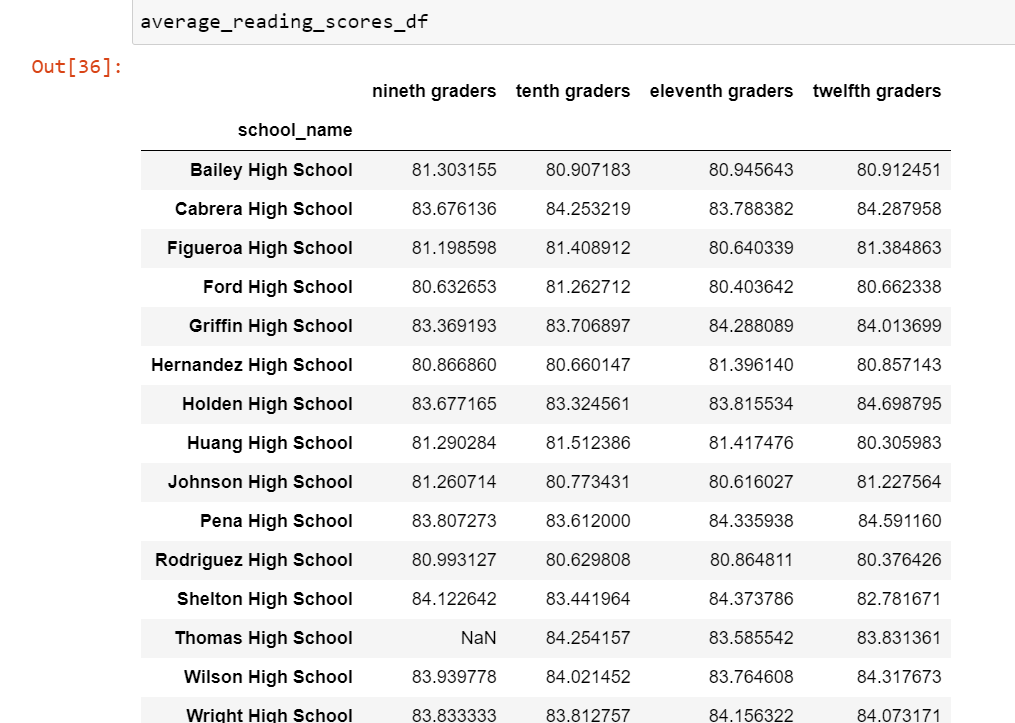 average_reading_scores_df
Out[36]:
nineth graders tenth graders eleventh graders twelfth graders
school_name
Bailey High School 81.303155 80.907183 80.945643 80.912451
Cabrera High School 83.676136 84.253219 83.788382 84.287958
Figueroa High School 81.198598 81.408912 80.640339 81.384863
Ford High School 80.632653 81.262712 80.403642 80.662338
Griffin High School 83.369193 83.706897 84.288089 84.013699
Hernandez High School 80.866860 80.660147 81.396140 80.857143
Holden High School 83.677165 83.324561 83.815534 84.698795
Huang High School 81.290284 81.512386 81.417476 80.305983
Johnson High School 81.260714 80.773431 80.616027 81.227564
Pena High School 83.807273 83.612000 84.335938 84.591160
Rodriguez High School 80.993127 80.629808 80.864811 80.376426
Shelton High School 84.122642 83.441964 84.373786 82.781671
Thomas High School NaN 84.254157 83.585542 83.831361
Wilson High School 83.939778 84.021452 83.764608 84.317673
Wright High School 83.833333 83.812757 84.156322 84.073171